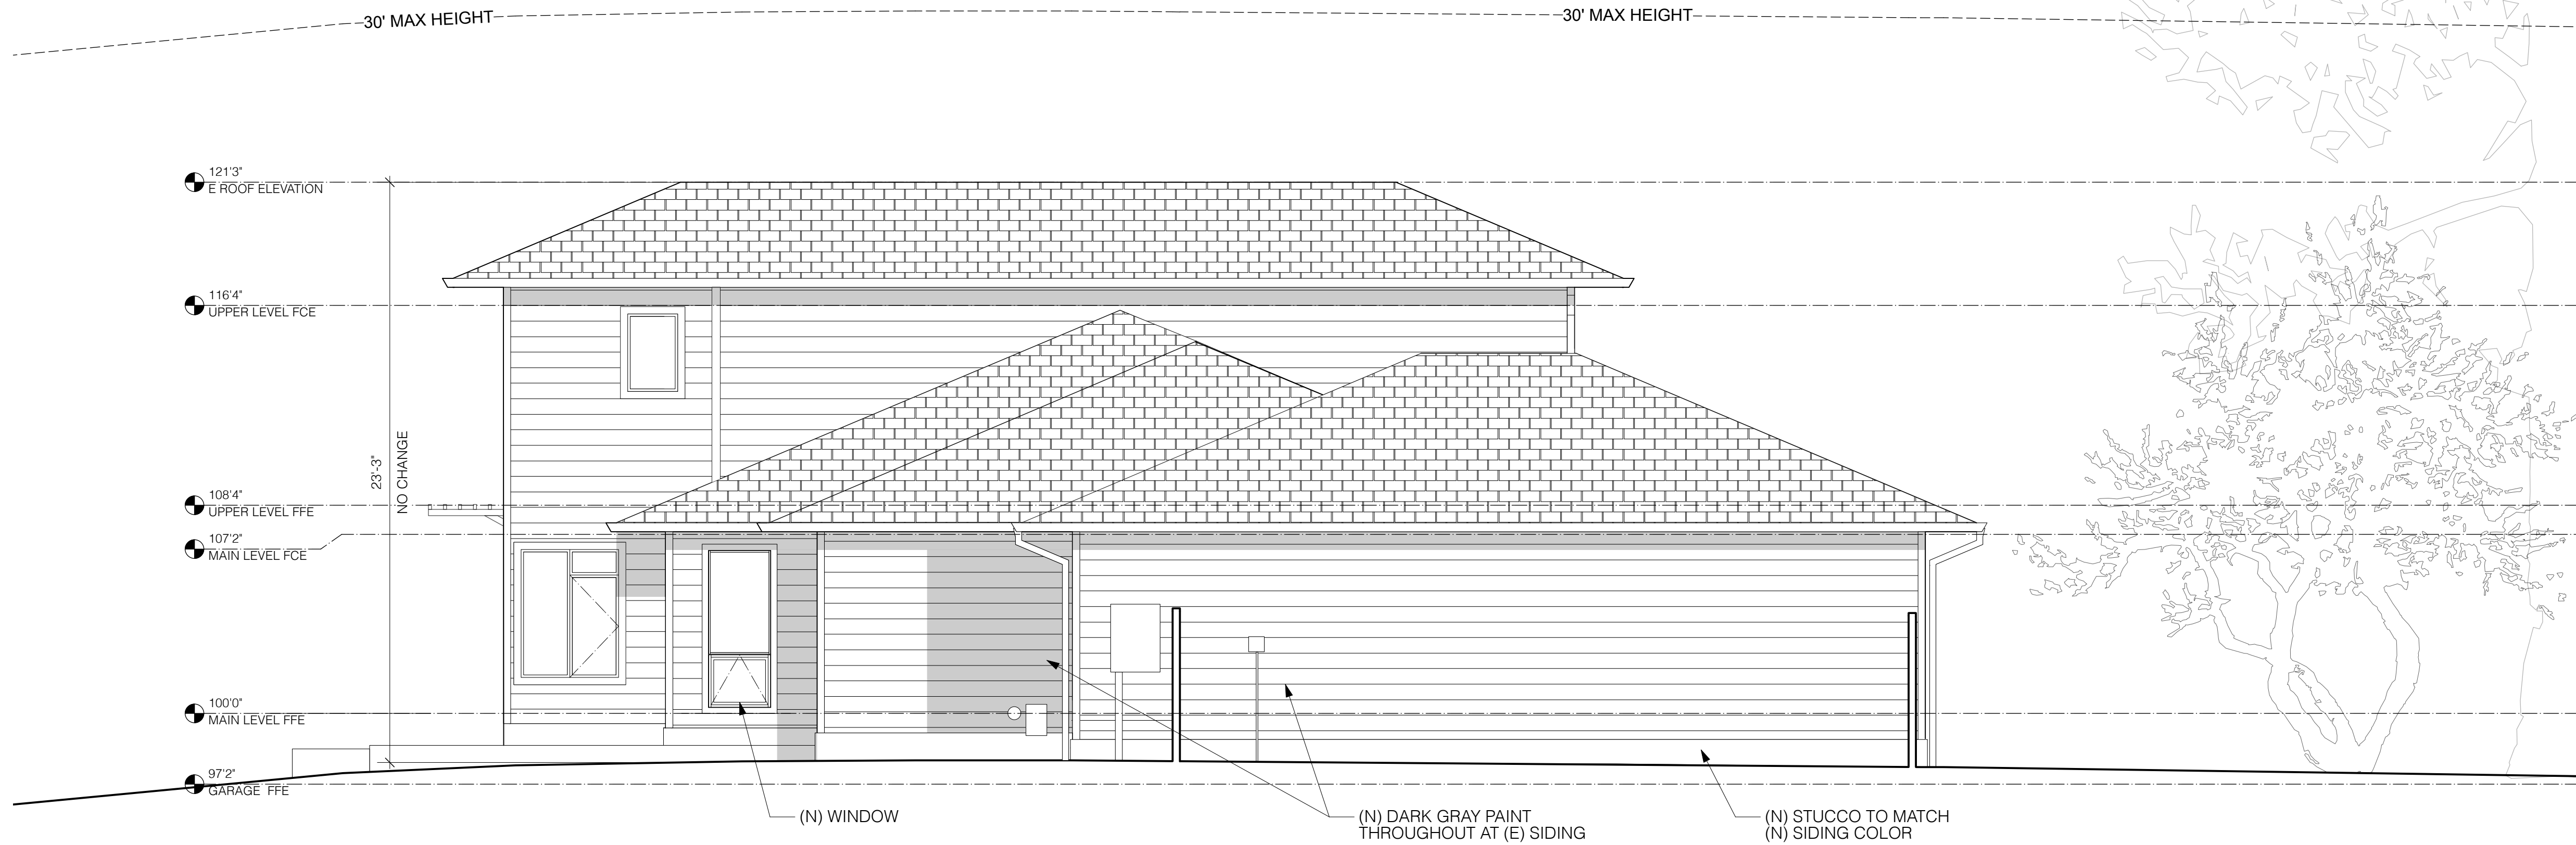 30' MAX HEIGHT
30' MAX HEIGHT
121'3"
E ROOF ELEVATION
116'4"
UPPER LEVEL FCE
23'-3"
NO CHANGE
108'4"
UPPER LEVEL FFE
107'2"
MAIN LEVEL FCE
100'0"
MAIN LEVEL FFE
97'2"
GARAGE FFE
(N) WINDOW
(N) DARK GRAY PAINT
THROUGHOUT AT (E) SIDING
(N) STUCCO TO MATCH
(N) SIDING COLOR